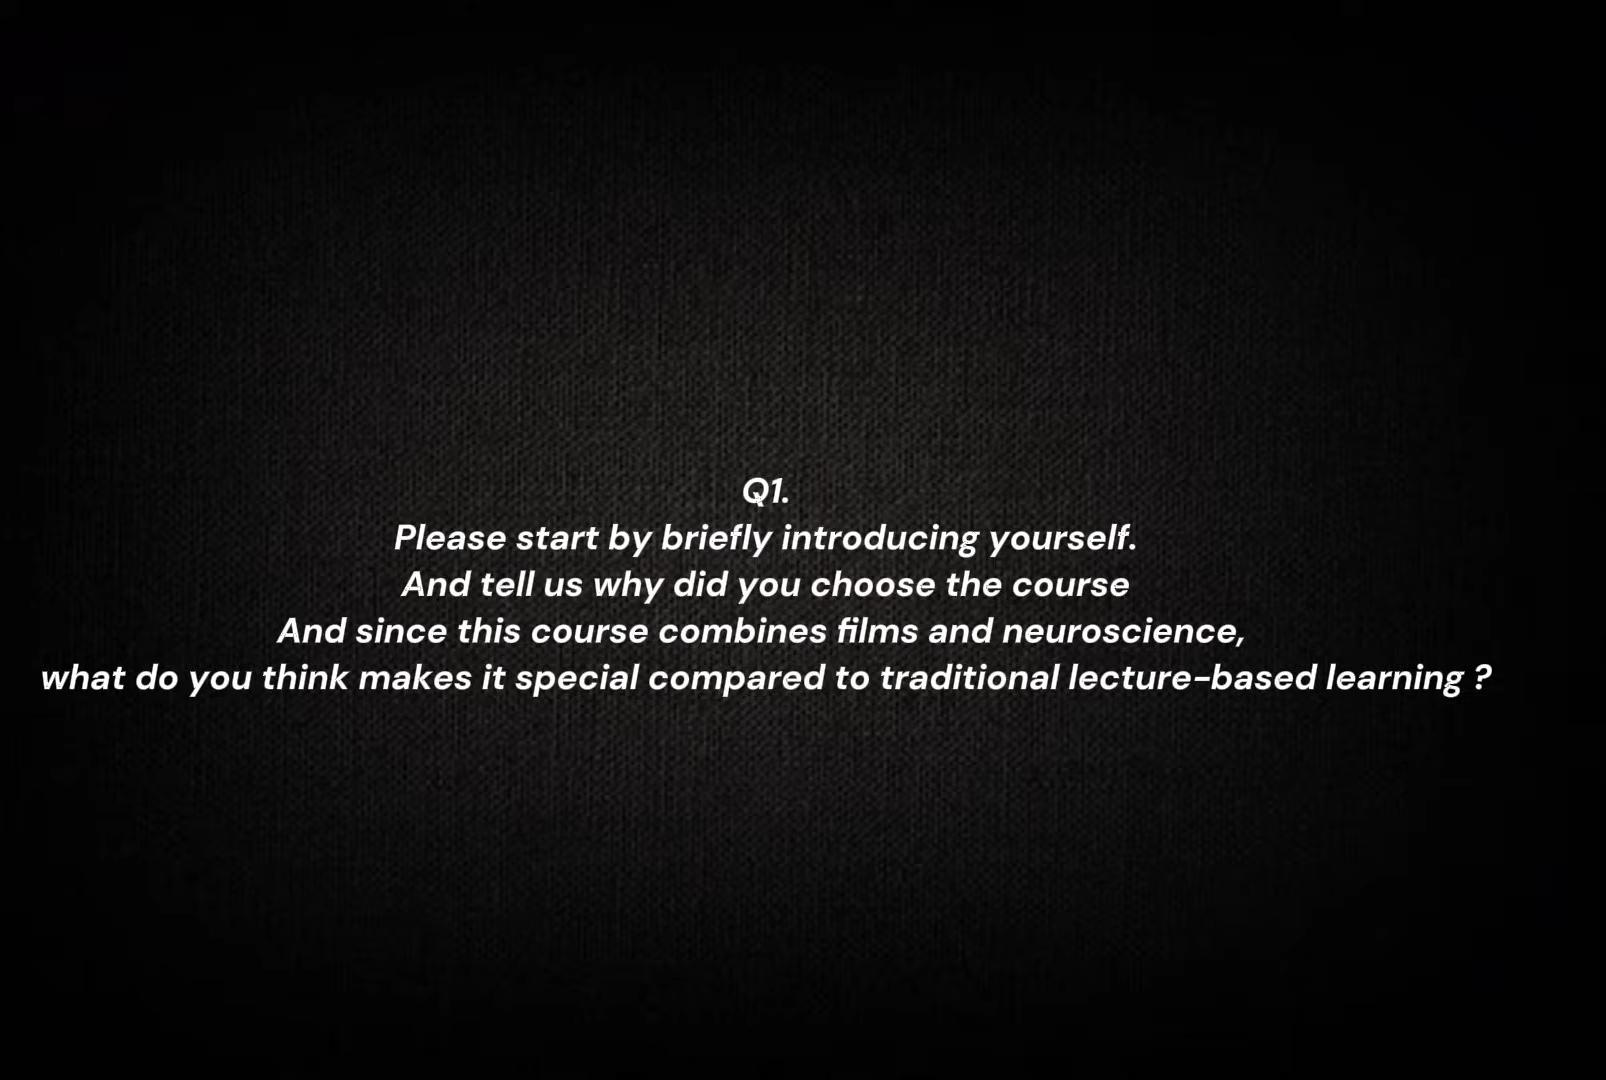 Q1.
Please start by briefly introducing yourself.
And tell us why did you choose the course
And since this course combines films and neuroscience,
what do you think makes it special compared to traditional lecture-based learning ?